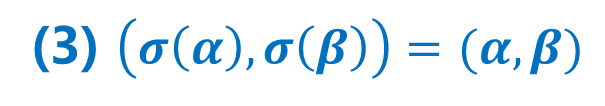 (3) (σ(α), σ(β)) = (α, β)